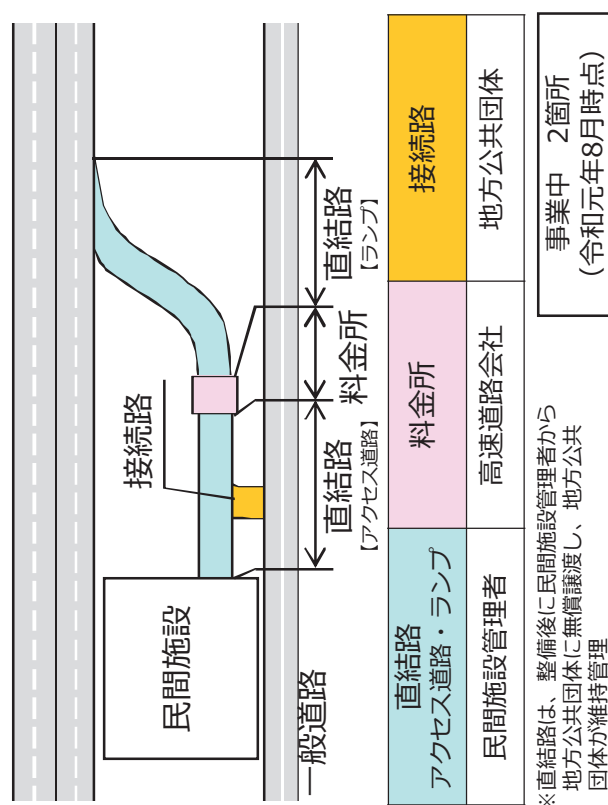 民間施設
接続路
直結路
【アクセス道路】
料金所
直結路
【ランプ】
一般道路
直結路
アクセス道路・ランプ
料金所
接続路
民間施設管理者
高速道路会社
地方公共団体
※直結路は、整備後に民間施設管理者から
地方公共団体に無償譲渡し、地方公共
団体が維持管理
事業中 2箇所
(令和元年8月時点)